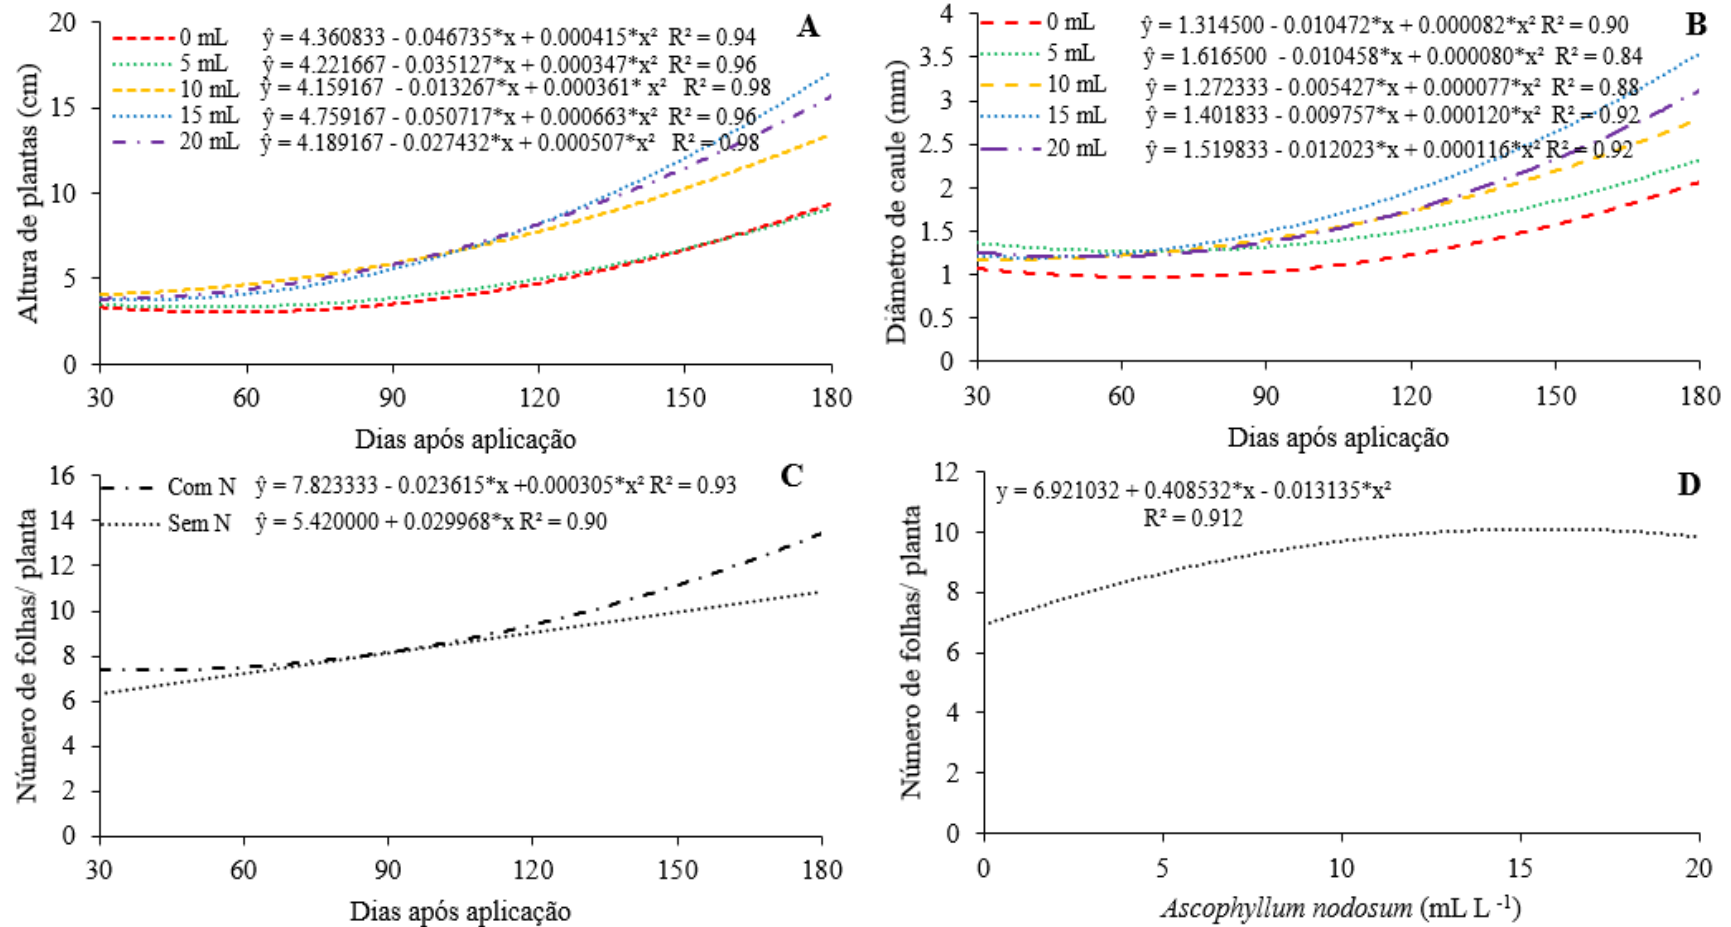 A
0 mL ŷ = 4.360833 - 0.046735*x + 0.000415*x² R² = 0.94
5 mL ŷ = 4.221667 - 0.035127*x + 0.000347*x² R² = 0.96
10 mL ŷ = 4.159167 - 0.013267*x + 0.000361* x² R² = 0.98
15 mL ŷ = 4.759167 - 0.050717*x + 0.000663*x² R² = 0.96
20 mL ŷ = 4.189167 - 0.027432*x + 0.000507*x² R² = 0.98
Altura de plantas (cm)
20
15
10
5
0
30 60 90 120 150 180
Dias após aplicação
B
0 mL ŷ = 1.314500 - 0.010472*x + 0.000082*x² R² = 0.90
5 mL ŷ = 1.616500 - 0.010458*x + 0.000080*x² R² = 0.84
10 mL ŷ = 1.272333 - 0.005427*x + 0.000077*x² R² = 0.88
15 mL ŷ = 1.401833 - 0.009757*x + 0.000120*x² R² = 0.92
20 mL ŷ = 1.519833 - 0.012023*x + 0.000116*x² R² = 0.92
Diâmetro de caule (mm)
4
3.5
3
2.5
2
1.5
1
0.5
0
30 60 90 120 150 180
Dias após aplicação
C
Com N ŷ = 7.823333 - 0.023615*x +0.000305*x² R² = 0.93
Sem N ŷ = 5.420000 + 0.029968*x R² = 0.90
Número de folhas/ planta
16
14
12
10
8
6
4
2
0
30 60 90 120 150 180
Dias após aplicação
D
y = 6.921032 + 0.408532*x - 0.013135*x²
R² = 0.912
Número de folhas/ planta
12
10
8
6
4
2
0
0 5 10 15 20
Ascophyllum nodosum (mL L -1)